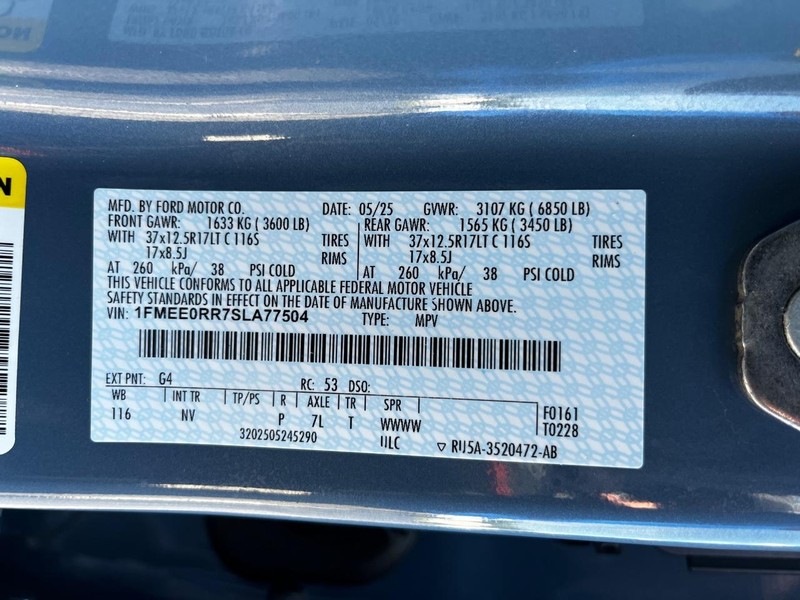 N
MFD. BY FORD MOTOR CO. DATE: 05/25 GVWR: 3107 KG ( 6850 LB)
FRONT GAWR: 1633 KG ( 3600 LB) REAR GAWR: 1565 KG ( 3450 LB)
WITH 37x12.5R17LT C 116S TIRES WITH 37x12.5R17LT C 116S TIRES
17x8.5J RIMS 17x8.5J RIMS
AT 260 kPa/ 38 PSI COLD AT 260 kPa/ 38 PSI COLD
THIS VEHICLE CONFORMS TO ALL APPLICABLE FEDERAL MOTOR VEHICLE
SAFETY STANDARDS IN EFFECT ON THE DATE OF MANUFACTURE SHOWN ABOVE.
VIN: 1FMEE0RR7SLA77504 TYPE: MPV
EXT PNT: G4 RC: 53 DSO:
WB INT TR TP/PS R AXLE TR SPR F0161
116 NV P 7L T WWWW T0228
3202505245290 ULC ▽ RU5A-3520472-AB